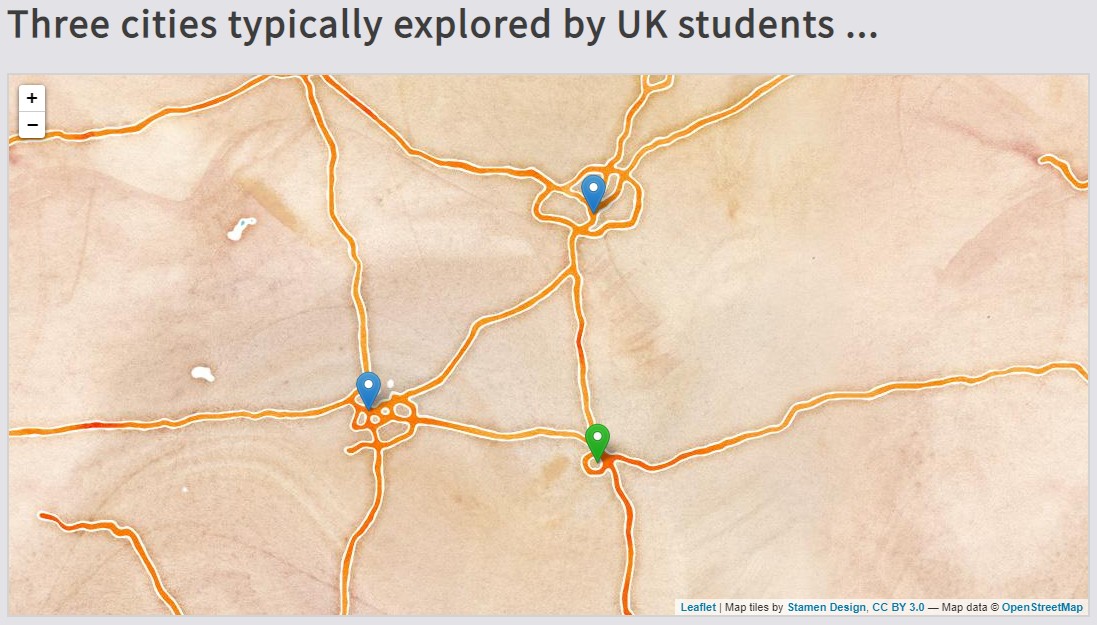 Three cities typically explored by UK students ...
+
−
Leaflet | Map tiles by Stamen Design, CC BY 3.0 — Map data © OpenStreetMap